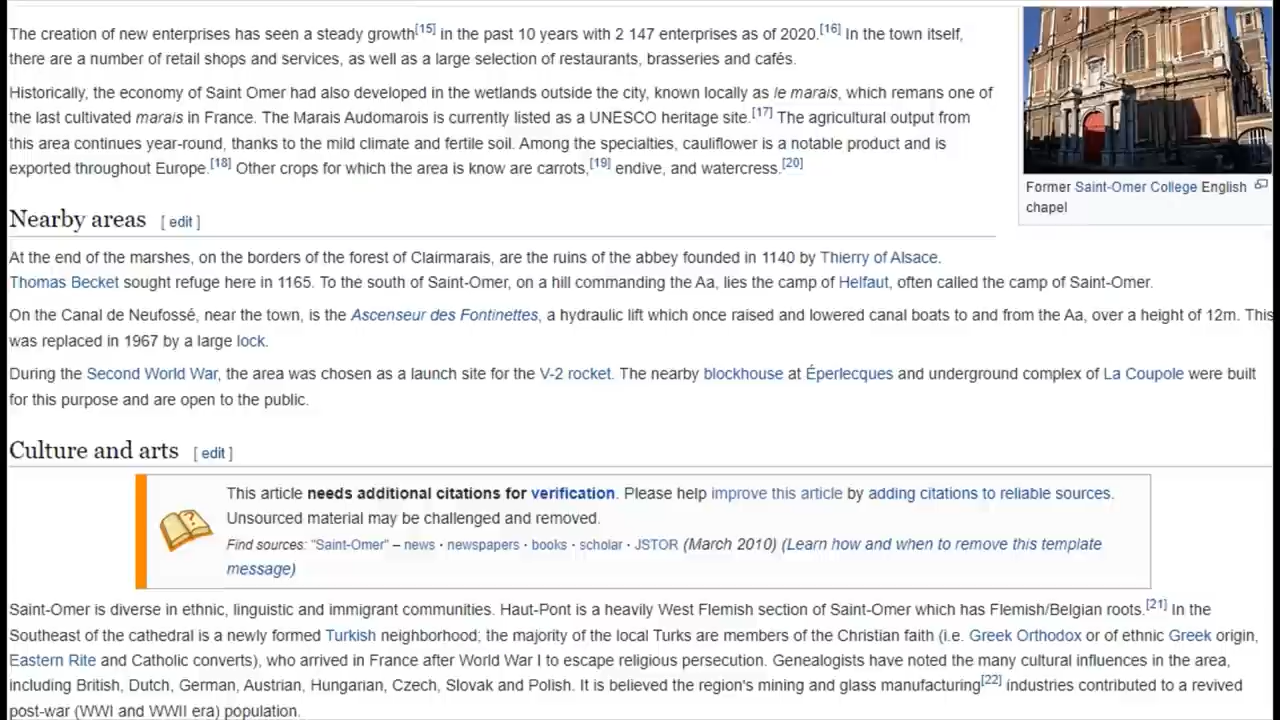 The creation of new enterprises has seen a steady growth[15] in the past 10 years with 2 147 enterprises as of 2020.[16] In the town itself,
there are a number of retail shops and services, as well as a large selection of restaurants, brasseries and cafés.
Historically, the economy of Saint Omer had also developed in the wetlands outside the city, known locally as le marais, which remans one of
the last cultivated marais in France. The Marais Audomarois is currently listed as a UNESCO heritage site.[17] The agricultural output from
this area continues year-round, thanks to the mild climate and fertile soil. Among the specialties, cauliflower is a notable product and is
exported throughout Europe.[18] Other crops for which the area is know are carrots,[19] endive, and watercress.[20]
Former Saint-Omer College English
chapel
Nearby areas [ edit ]
At the end of the marshes, on the borders of the forest of Clairmarais, are the ruins of the abbey founded in 1140 by Thierry of Alsace.
Thomas Becket sought refuge here in 1165. To the south of Saint-Omer, on a hill commanding the Aa, lies the camp of Helfaut, often called the camp of Saint-Omer.
On the Canal de Neufossé, near the town, is the Ascenseur des Fontinettes, a hydraulic lift which once raised and lowered canal boats to and from the Aa, over a height of 12m. This
was replaced in 1967 by a large lock.
During the Second World War, the area was chosen as a launch site for the V-2 rocket. The nearby blockhouse at Éperlecques and underground complex of La Coupole were built
for this purpose and are open to the public.
Culture and arts [ edit ]
This article needs additional citations for verification. Please help improve this article by adding citations to reliable sources.
Unsourced material may be challenged and removed.
Find sources: "Saint-Omer" – news · newspapers · books · scholar · JSTOR (March 2010) (Learn how and when to remove this template
message)
Saint-Omer is diverse in ethnic, linguistic and immigrant communities. Haut-Pont is a heavily West Flemish section of Saint-Omer which has Flemish/Belgian roots.[21] In the
Southeast of the cathedral is a newly formed Turkish neighborhood; the majority of the local Turks are members of the Christian faith (i.e. Greek Orthodox or of ethnic Greek origin,
Eastern Rite and Catholic converts), who arrived in France after World War I to escape religious persecution. Genealogists have noted the many cultural influences in the area,
including British, Dutch, German, Austrian, Hungarian, Czech, Slovak and Polish. It is believed the region's mining and glass manufacturing[22] industries contributed to a revived
post-war (WWI and WWII era) population.